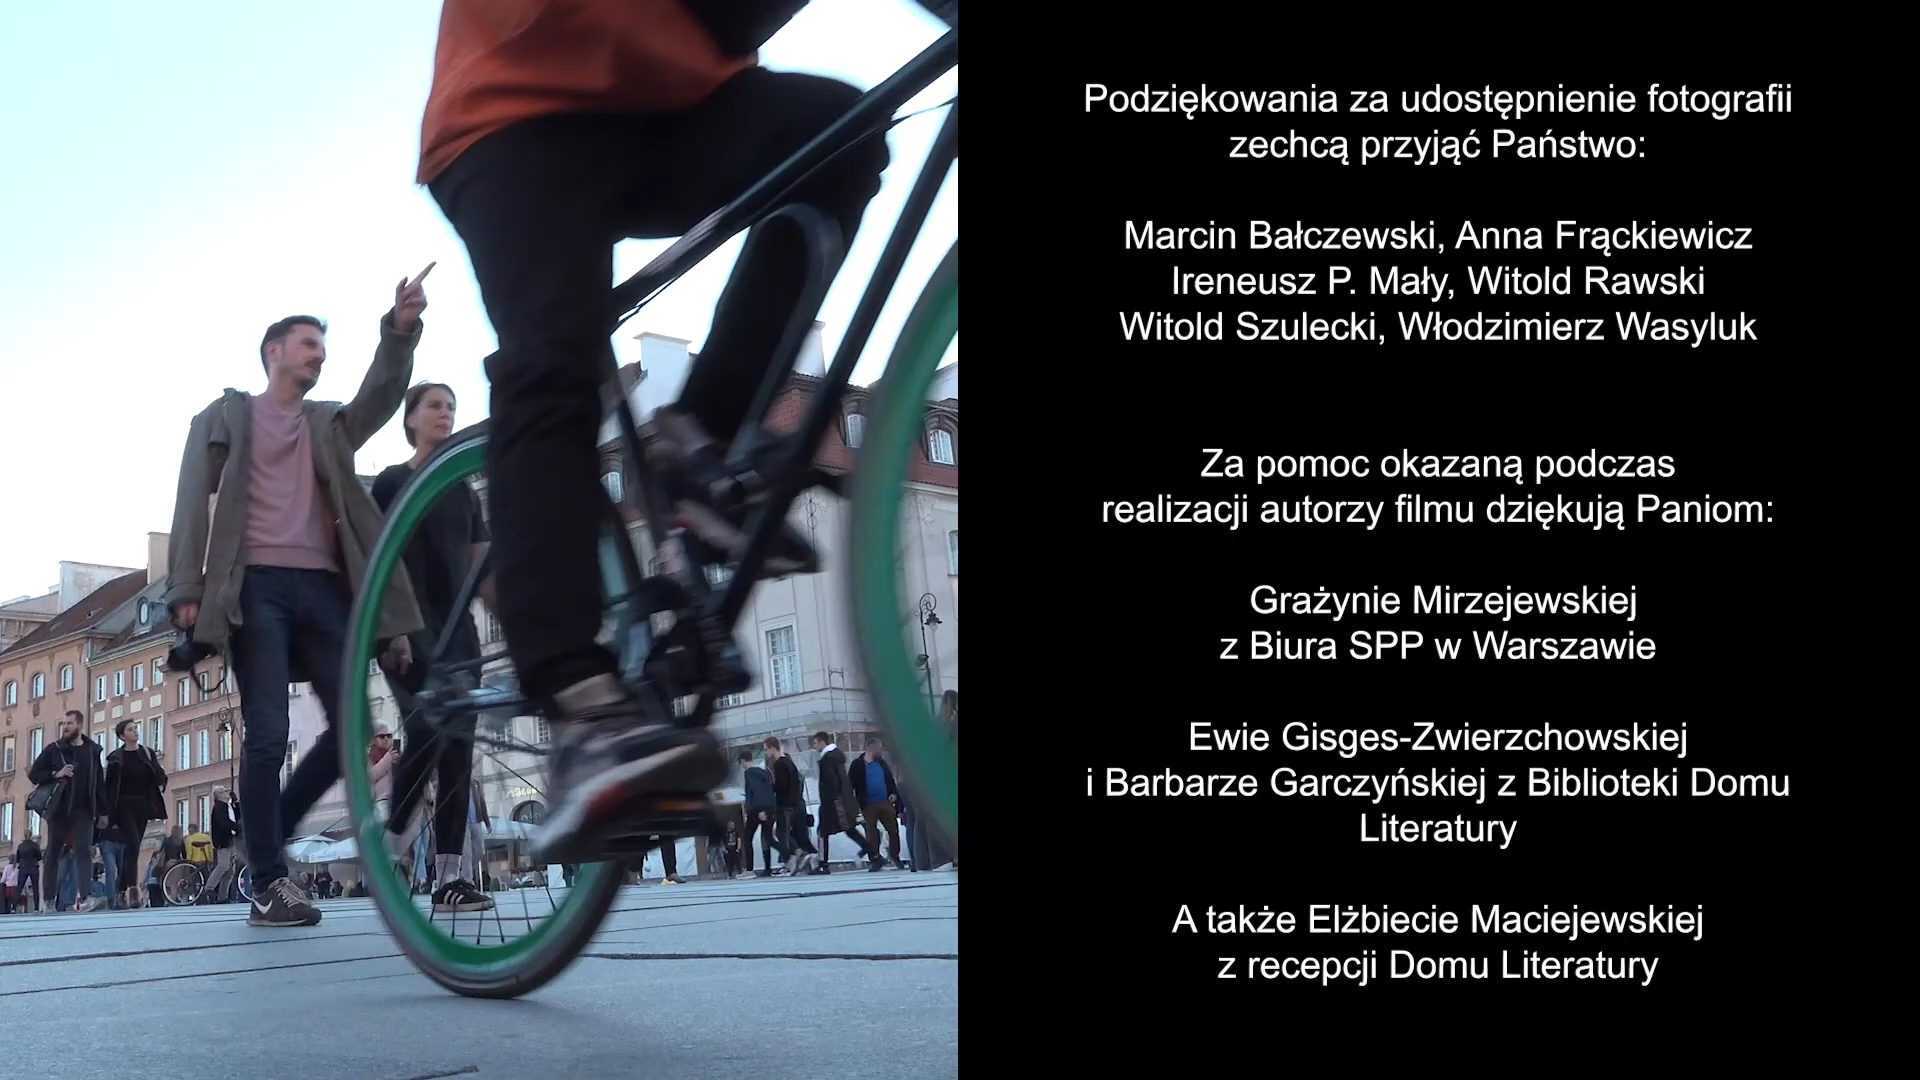 Podziękowania za udostępnienie fotografii
zechcą przyjąć Państwo:
Marcin Bałczewski, Anna Frąckiewicz
Ireneusz P. Mały, Witold Rawski
Witold Szulecki, Włodzimierz Wasyluk
Za pomoc okazaną podczas
realizacji autorzy filmu dziękują Paniom:
Grażynie Mirzejewskiej
z Biura SPP w Warszawie
Ewie Gisges-Zwierzchowskiej
i Barbarze Garczyńskiej z Biblioteki Domu
Literatury
A także Elżbiecie Maciejewskiej
z recepcji Domu Literatury